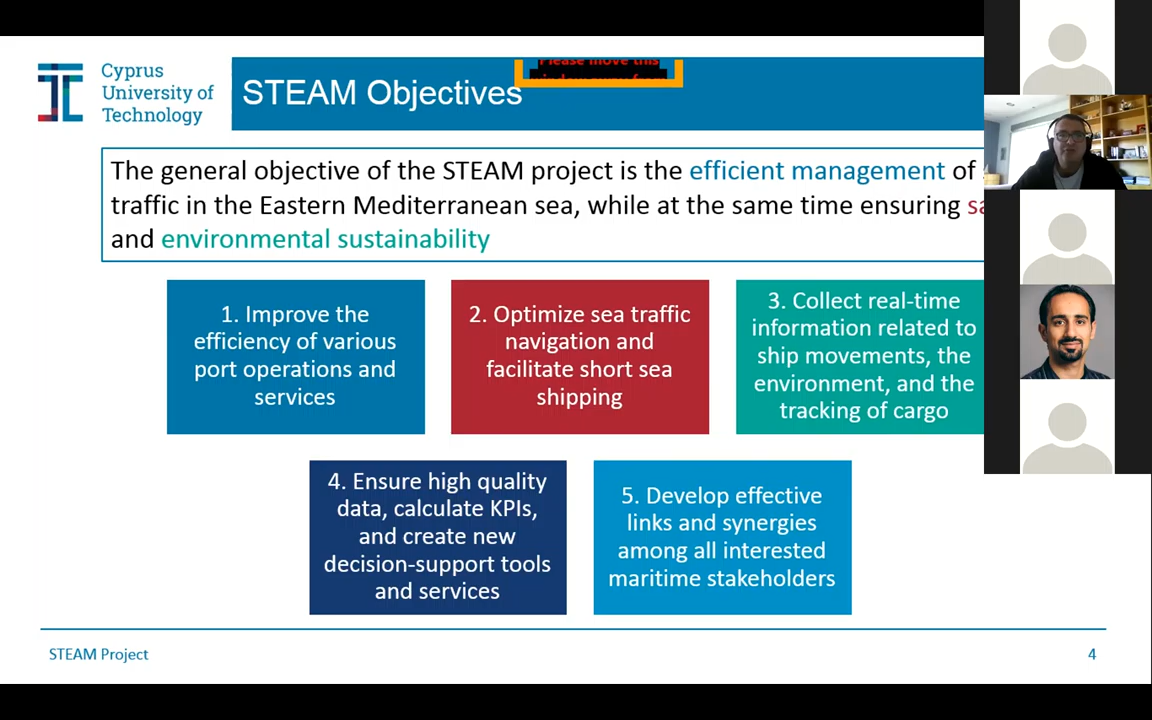 Cyprus
University of
Technology
STEAM Objectives
Please move this
The general objective of the STEAM project is the efficient management of
traffic in the Eastern Mediterranean sea, while at the same time ensuring
and environmental sustainability
1. Improve the
efficiency of various
port operations and
services
2. Optimize sea traffic
navigation and
facilitate short sea
shipping
3. Collect real-time
information related to
ship movements, the
environment, and the
tracking of cargo
4. Ensure high quality
data, calculate KPIs,
and create new
decision-support tools
and services
5. Develop effective
links and synergies
among all interested
maritime stakeholders
STEAM Project
4